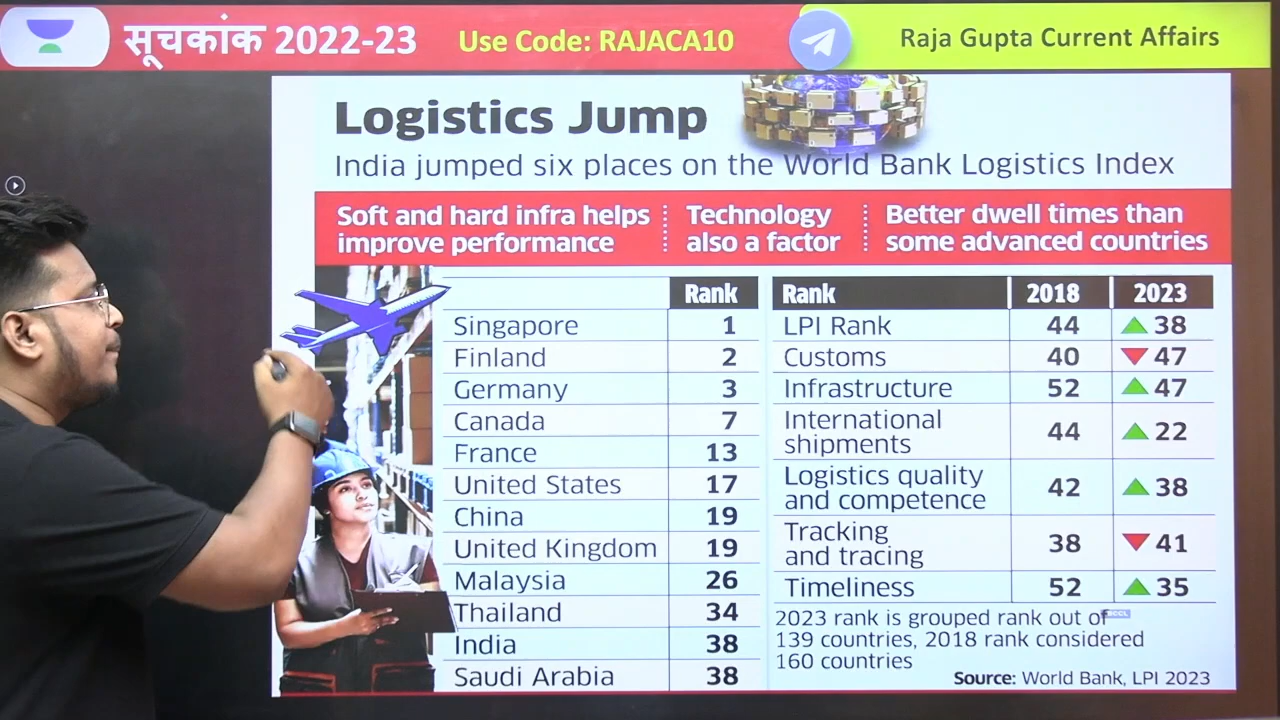 सूचकांक 2022-23
Use Code: RAJACA10
Raja Gupta Current Affairs
Logistics Jump
India jumped six places on the World Bank Logistics Index
Soft and hard infra helps
improve performance
Technology
also a factor
Better dwell times than
some advanced countries
Rank
Singapore 1
Finland 2
Germany 3
Canada 7
France 13
United States 17
China 19
United Kingdom 19
Malaysia 26
Thailand 34
India 38
Saudi Arabia 38
Rank 2018 2023
LPI Rank 44 38
Customs 40 47
Infrastructure 52 47
International
shipments 44 22
Logistics quality
and competence 42 38
Tracking
and tracing 38 41
Timeliness 52 35
2023 rank is grouped rank out of
139 countries, 2018 rank considered
160 countries
Source: World Bank, LPI 2023